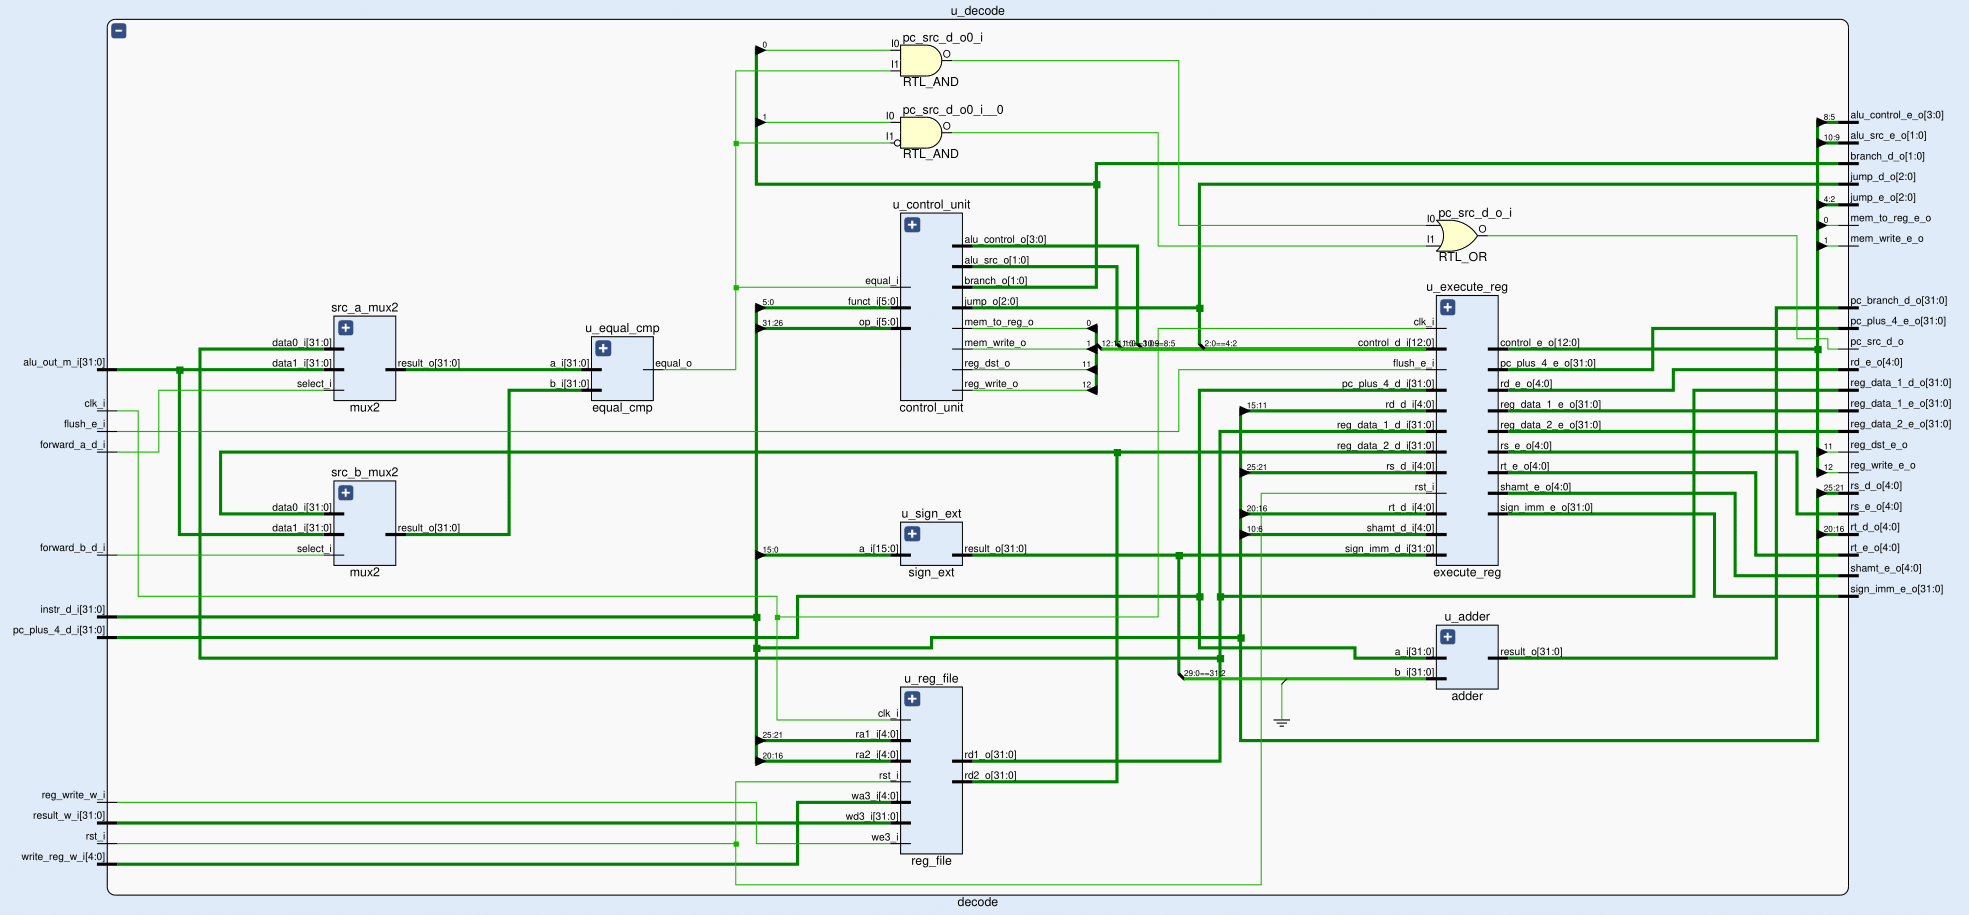 u_decode
pc_src_d_o0_i
0
I0
O
I1
RTL_AND
pc_src_d_o0_i__0
1
I0
O
I1
RTL_AND
u_control_unit
alu_control_o[3:0]
alu_src_o[1:0]
equal_i
branch_o[1:0]
5:0
funct_i[5:0]
jump_o[2:0]
31:26
op_i[5:0]
mem_to_reg_o
0
mem_write_o
1
reg_dst_o
11
reg_write_o
12
control_unit
2:0==4:2
src_a_mux2
data0_i[31:0]
data1_i[31:0]
result_o[31:0]
select_i
mux2
u_equal_cmp
a_i[31:0]
equal_o
b_i[31:0]
equal_cmp
src_b_mux2
data0_i[31:0]
data1_i[31:0]
result_o[31:0]
select_i
mux2
alu_out_m_i[31:0]
clk_i
flush_e_i
forward_a_d_i
forward_b_d_i
instr_d_i[31:0]
pc_plus_4_d_i[31:0]
reg_write_w_i
result_w_i[31:0]
rst_i
write_reg_w_i[4:0]
u_sign_ext
15:0
a_i[15:0]
result_o[31:0]
sign_ext
u_reg_file
clk_i
25:21
ra1_i[4:0]
20:16
ra2_i[4:0]
rd1_o[31:0]
rst_i
rd2_o[31:0]
wa3_i[4:0]
wd3_i[31:0]
we3_i
reg_file
pc_src_d_o_i
I0
O
I1
RTL_OR
u_execute_reg
clk_i
control_d_i[12:0]
control_e_o[12:0]
flush_e_i
pc_plus_4_e_o[31:0]
pc_plus_4_d_i[31:0]
rd_e_o[4:0]
15:11
rd_d_i[4:0]
reg_data_1_e_o[31:0]
reg_data_1_d_i[31:0]
reg_data_2_e_o[31:0]
reg_data_2_d_i[31:0]
rs_e_o[4:0]
25:21
rs_d_i[4:0]
rt_e_o[4:0]
rst_i
shamt_e_o[4:0]
20:16
rt_d_i[4:0]
sign_imm_e_o[31:0]
10:6
shamt_d_i[4:0]
sign_imm_d_i[31:0]
execute_reg
u_adder
a_i[31:0]
result_o[31:0]
29:0==31:2
b_i[31:0]
adder
8:5
alu_control_e_o[3:0]
10:9
alu_src_e_o[1:0]
branch_d_o[1:0]
jump_d_o[2:0]
4:2
jump_e_o[2:0]
0
mem_to_reg_e_o
1
mem_write_e_o
pc_branch_d_o[31:0]
pc_plus_4_e_o[31:0]
pc_src_d_o
rd_e_o[4:0]
reg_data_1_d_o[31:0]
reg_data_1_e_o[31:0]
reg_data_2_e_o[31:0]
11
reg_dst_e_o
12
reg_write_e_o
25:21
rs_d_o[4:0]
rs_e_o[4:0]
20:16
rt_d_o[4:0]
rt_e_o[4:0]
shamt_e_o[4:0]
sign_imm_e_o[31:0]
decode